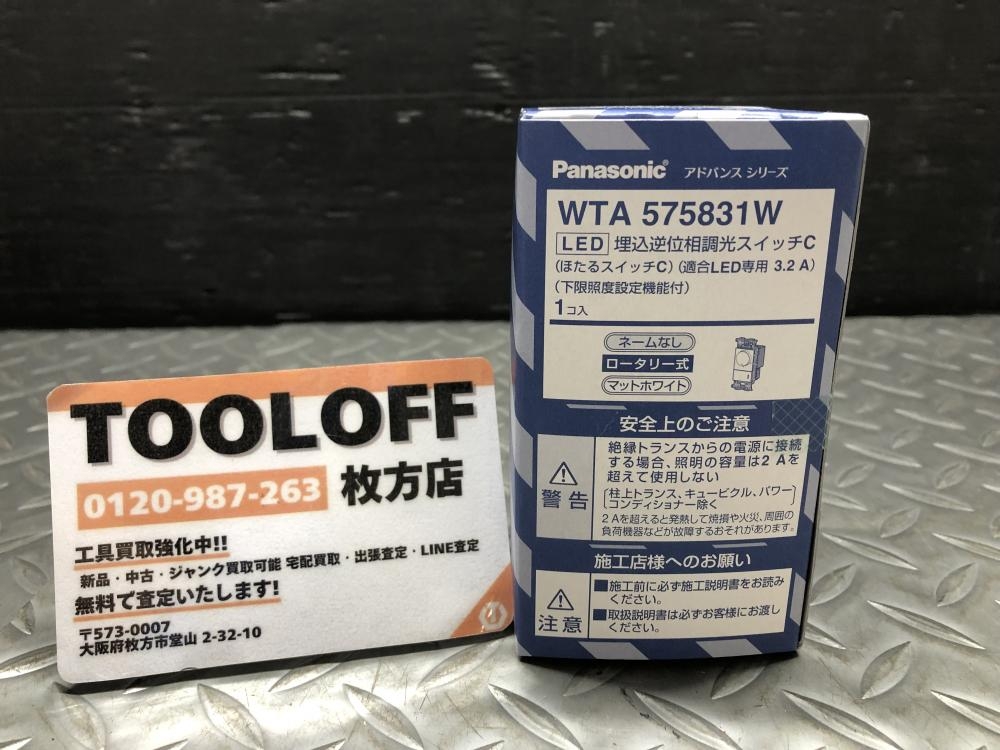 TOOLOFF
0120-987-263 枚方店
工具買取強化中!!
新品・中古・ジャンク買取可能 宅配買取・出張査定・LINE査定
無料で査定いたします!
〒573-0007
大阪府枚方市堂山 2-32-10
Panasonic® アドバンス シリーズ
WTA 575831W
LED 埋込逆位相調光スイッチC
(ほたるスイッチC) (適合LED専用 3.2 A)
(下限照度設定機能付)
1コ入
ネームなし
ロータリー式
マットホワイト
安全上のご注意
警告
絶縁トランスからの電源に接続
する場合、照明の容量は2 Aを
超えて使用しない
柱上トランス、キュービクル、パワー
コンディショナー除く
2 Aを超えると発熱して焼損や火災、周囲の
負荷機器などが故障するおそれがあります。
施工店様へのお願い
注意
■施工前に必ず施工説明書をお読み
ください。
■取扱説明書は必ずお客様にお渡し
ください。